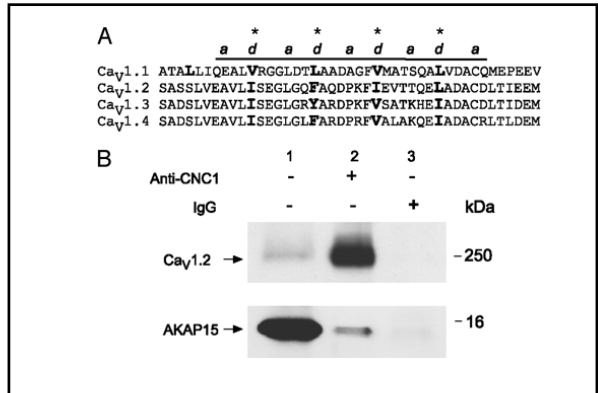 A
* * * *
a d a d a d a d a
CaV1.1 ATALLIQEALVRGGLDTLAADAGFVMATSQALVDACQMEPEEV
CaV1.2 SASSLVEAVLISEGLGQFAQDPKFIEVTTQELADACDLTIEEM
CaV1.3 SADSLVEAVLISEGLGRYARDPKFVSATKHEIADACDLTIDEM
CaV1.4 SADSLVEAVLISEGLGLFARDPRFVALAKQEIADACRLTLDEM
B
1 2 3
Anti-CNC1 - + -
IgG - - + kDa
CaV1.2 → - 250
AKAP15 → - 16